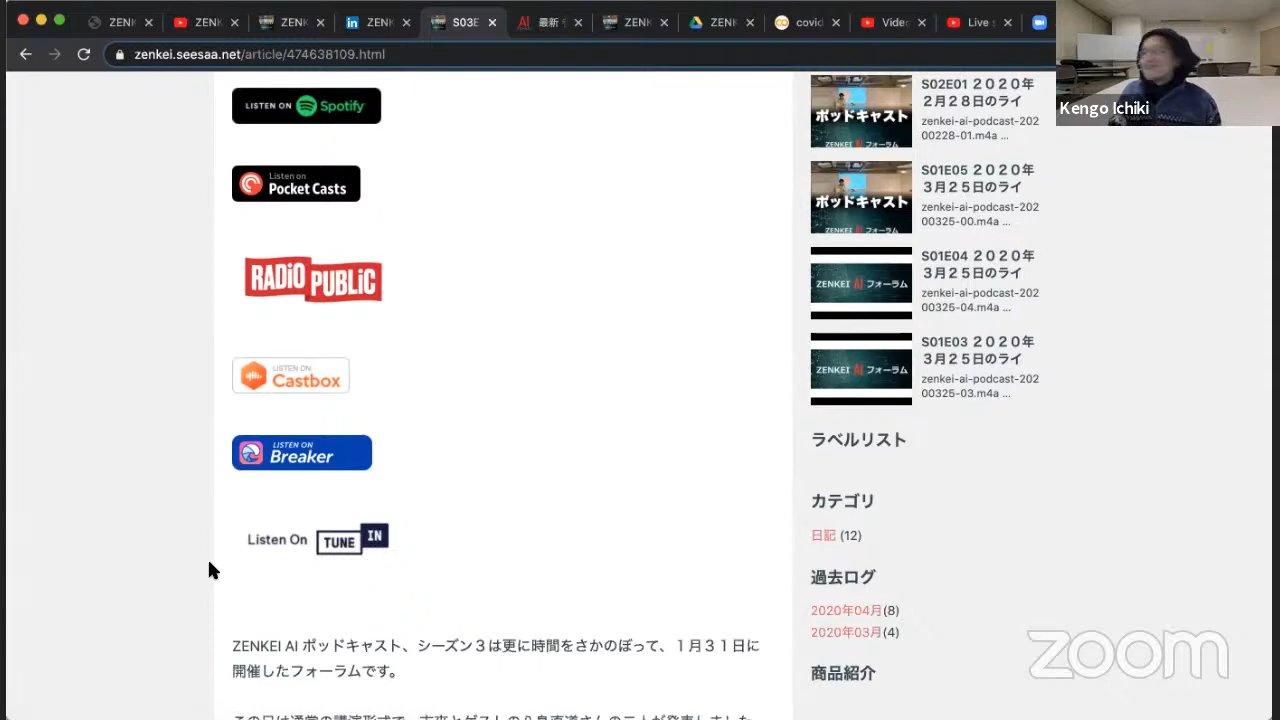 ZENK
ZENK
ZENK
ZENK
S03E
最新
ZENK
ZENK
covid
Video
Live s
zenkei.seesaa.net/article/474638109.html
Kengo Ichiki
LISTEN ON Spotify
Listen on
Pocket Casts
RADiO PUBLiC
LISTEN ON
Castbox
LISTEN ON
Breaker
Listen On TUNE IN
ZENKEI AI ポッドキャスト、シーズン３は更に時間をさかのぼって、１月３１日に
開催したフォーラムです。
ポッドキャスト
ZENKEI AI フォーラム
S02E01 ２０２０年
２月２８日のライ
zenkei-ai-podcast-202
00228-01.m4a ...
ポッドキャスト
ZENKEI AI フォーラム
S01E05 ２０２０年
３月２５日のライ
zenkei-ai-podcast-202
00325-00.m4a ...
ZENKEI AI フォーラム
S01E04 ２０２０年
３月２５日のライ
zenkei-ai-podcast-202
00325-04.m4a ...
ZENKEI AI フォーラム
S01E03 ２０２０年
３月２５日のライ
zenkei-ai-podcast-202
00325-03.m4a ...
ラベルリスト
カテゴリ
日記 (12)
過去ログ
2020年04月(8)
2020年03月(4)
商品紹介
zoom